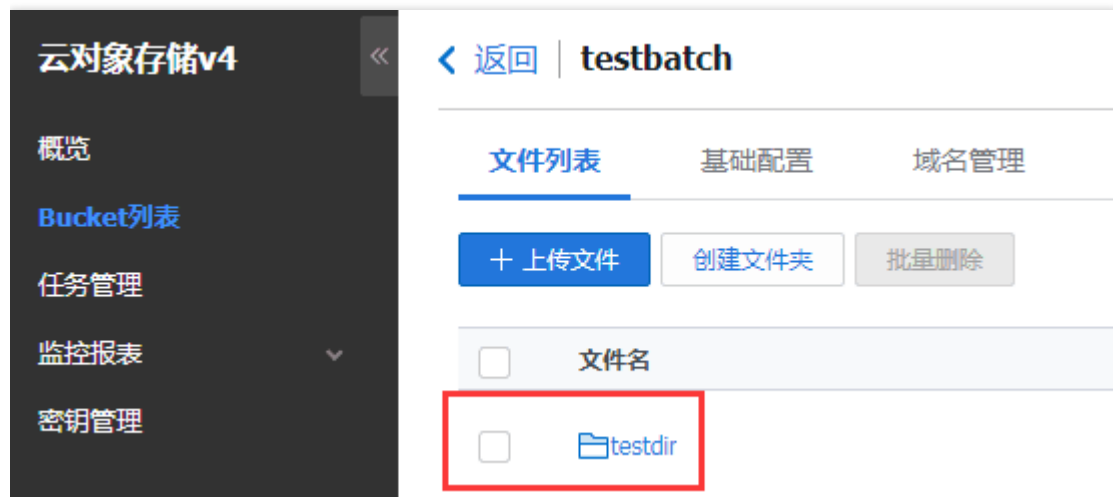 云对象存储v4
概览
Bucket列表
任务管理
监控报表
密钥管理
返回 testbatch
文件列表 基础配置 域名管理
上传文件 创建文件夹 批量删除
文件名
testdir